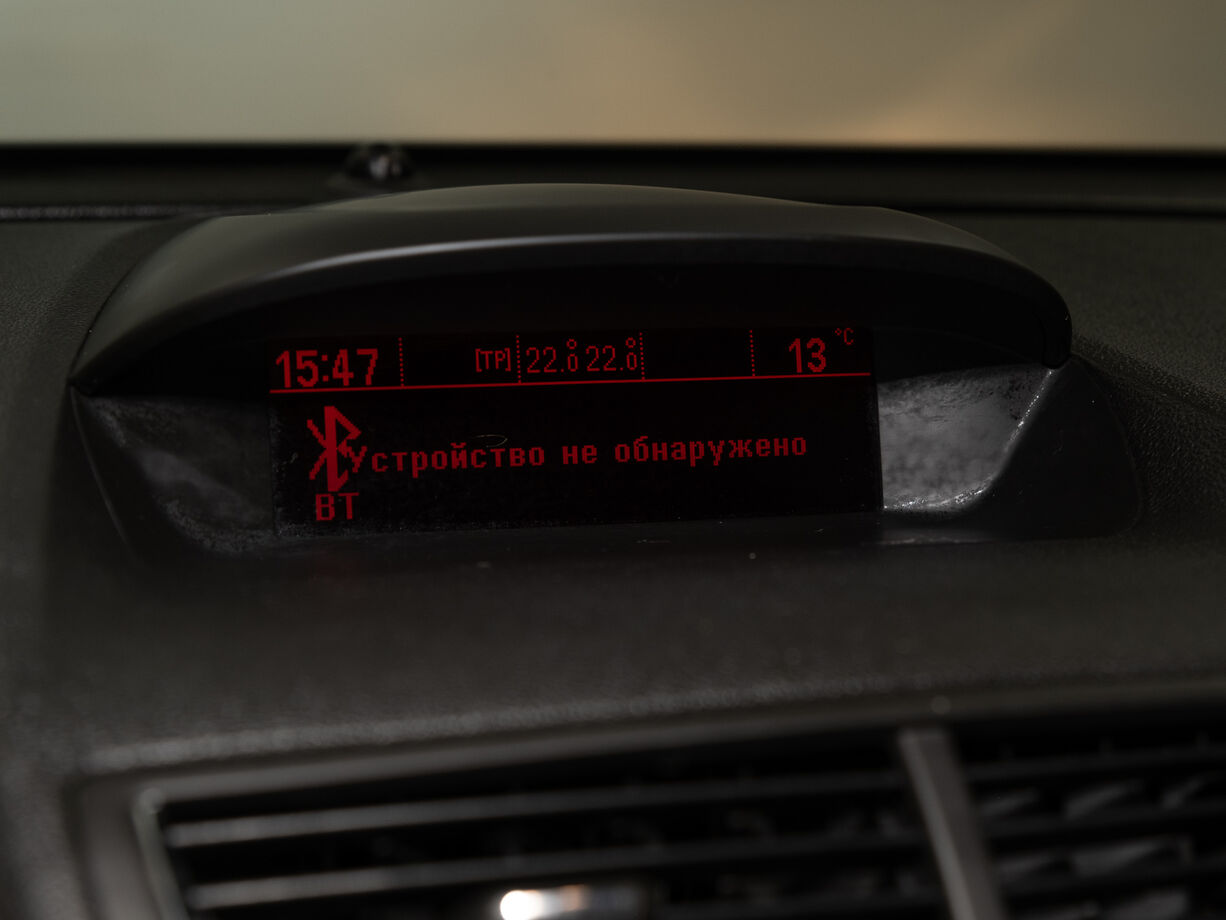 15:47 [TP] 22.0 22.0 13 °C
Устройство не обнаружено
BT